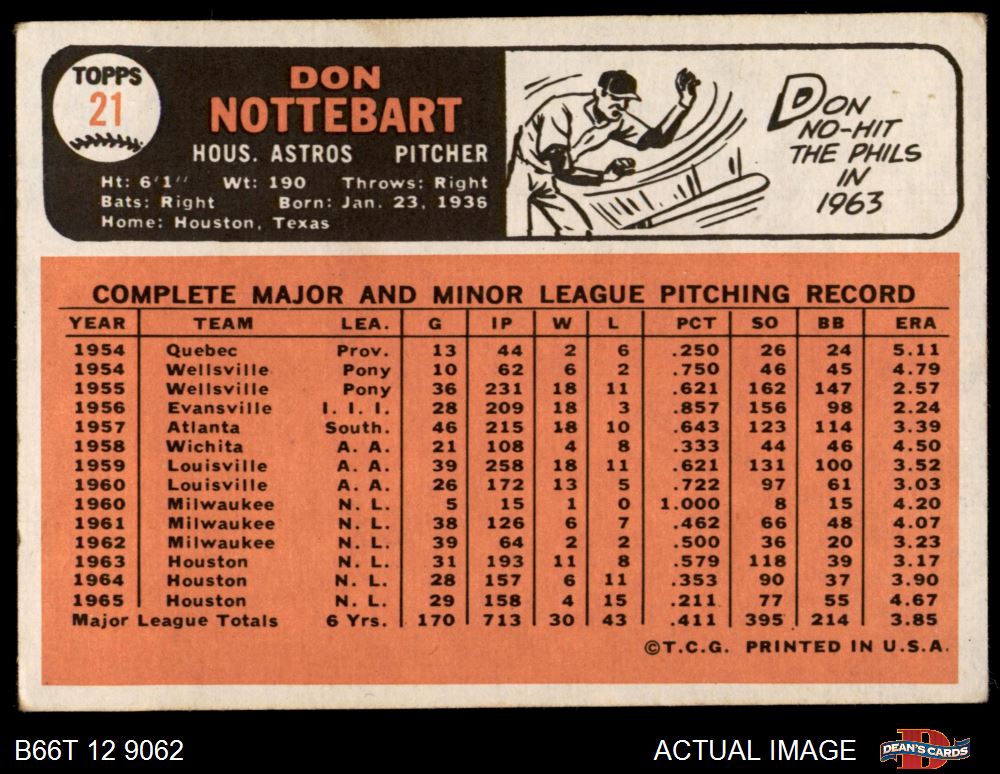 TOPPS
21
DON
NOTTEBART
HOUS. ASTROS PITCHER
Ht: 6'1" Wt: 190 Throws: Right
Bats: Right Born: Jan. 23, 1936
Home: Houston, Texas
DON
NO-HIT
THE PHILS
IN
1963
COMPLETE MAJOR AND MINOR LEAGUE PITCHING RECORD
YEAR TEAM LEA. G IP W L PCT SO BB ERA
1954 Quebec Prov. 13 44 2 6 .250 26 24 5.11
1954 Wellsville Pony 10 62 6 2 .750 46 45 4.79
1955 Wellsville Pony 36 231 18 11 .621 162 147 2.57
1956 Evansville I. I. I. 28 209 18 3 .857 156 98 2.24
1957 Atlanta South. 46 215 18 10 .643 123 114 3.39
1958 Wichita A. A. 21 108 4 8 .333 44 46 4.50
1959 Louisville A. A. 39 258 18 11 .621 131 100 3.52
1960 Louisville A. A. 26 172 13 5 .722 97 61 3.03
1960 Milwaukee N. L. 5 15 1 0 1.000 8 15 4.20
1961 Milwaukee N. L. 38 126 6 7 .462 66 48 4.07
1962 Milwaukee N. L. 39 64 2 2 .500 36 20 3.23
1963 Houston N. L. 31 193 11 8 .579 118 39 3.17
1964 Houston N. L. 28 157 6 11 .353 90 37 3.90
1965 Houston N. L. 29 158 4 15 .211 77 55 4.67
Major League Totals 6 Yrs. 170 713 30 43 .411 395 214 3.85
©T.C.G. PRINTED IN U.S.A.
B66T 12 9062 ACTUAL IMAGE DEAN'S CARDS